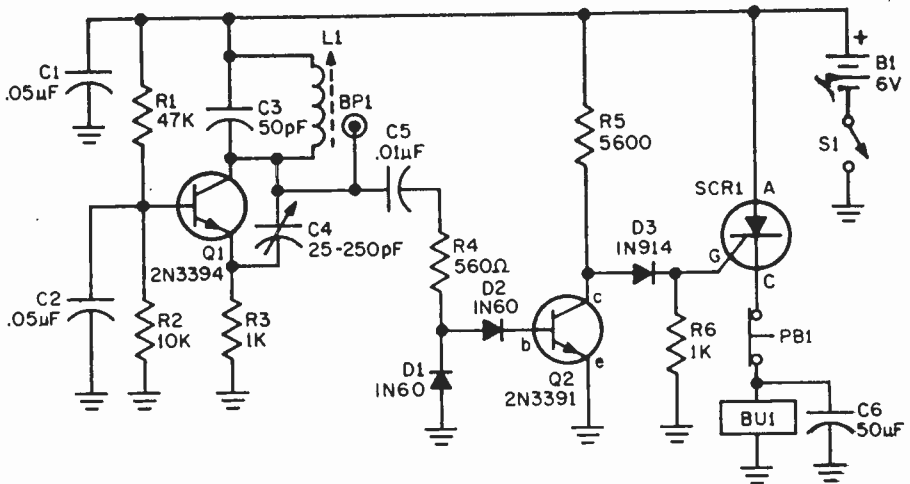 C1
.05µF
R1
47K
C3
50pF
L1
BP1
C5
.01µF
Q1
2N3394
C4
25-250pF
C2
.05µF
R2
10K
R3
1K
R4
560Ω
D2
1N60
D1
1N60
b
c
e
Q2
2N3391
R5
5600
D3
1N914
R6
1K
SCR1
A
G
C
PB1
BU1
C6
50µF
+
B1
6V
S1